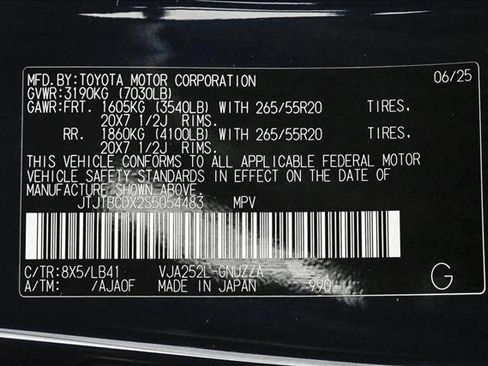 MFD.BY:TOYOTA MOTOR CORPORATION 06/25
GVWR:3190KG (7030LB)
GAWR:FRT. 1605KG (3540LB) WITH 265/55R20 TIRES,
20X7 1/2J RIMS.
RR. 1860KG (4100LB) WITH 265/55R20 TIRES,
20X7 1/2J RIMS.
THIS VEHICLE CONFORMS TO ALL APPLICABLE FEDERAL MOTOR
VEHICLE SAFETY STANDARDS IN EFFECT ON THE DATE OF
MANUFACTURE SHOWN ABOVE.
JTJTBCDX2S5054483 MPV
C/TR:8X5/LB41 VJA252L-GNUZZA
A/TM: /AJA0F MADE IN JAPAN 990 G